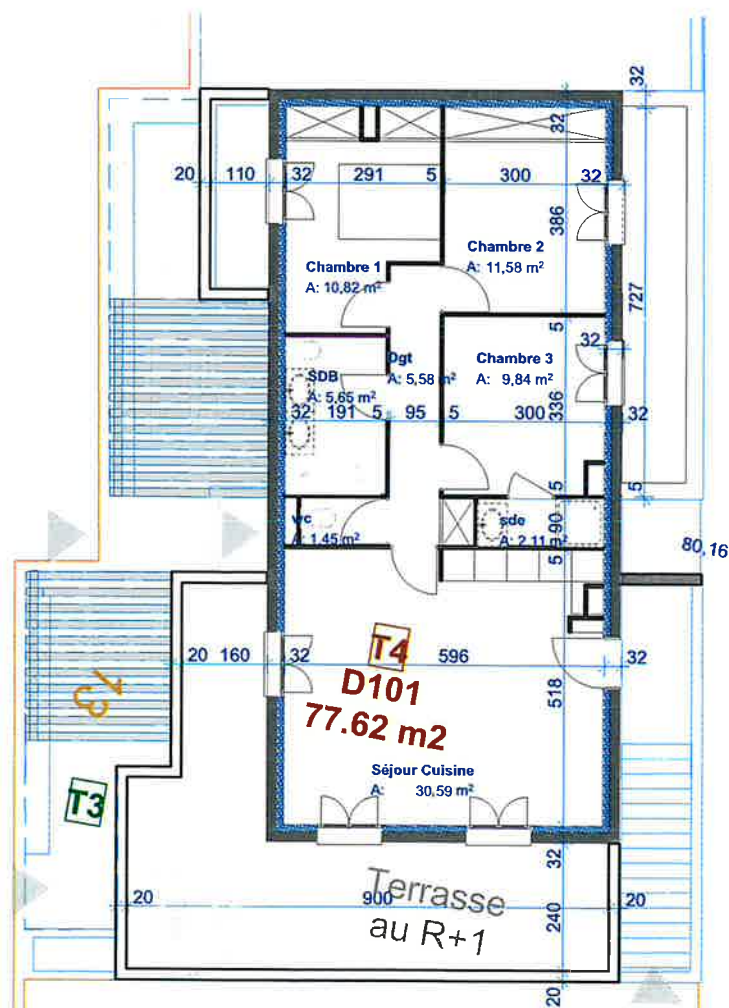 32
20 110 32 291 5 300 32
32
386
727
Chambre 1
A: 10,82 m²
Chambre 2
A: 11,58 m²
5
32
Dgt
A: 5,58 m²
Chambre 3
A: 9,84 m²
SDB
A: 5,65 m²
32 191 5 95 5 300 32
336
5
5
wc
A: 1,45 m²
sde
A: 2,11 m²
90
5
80,16
20 160 32 596 32
T4
D101
77.62 m2
518
13
T3
Séjour Cuisine
A: 30,59 m²
32
Terrasse
au R+1
20 900 20
240
20